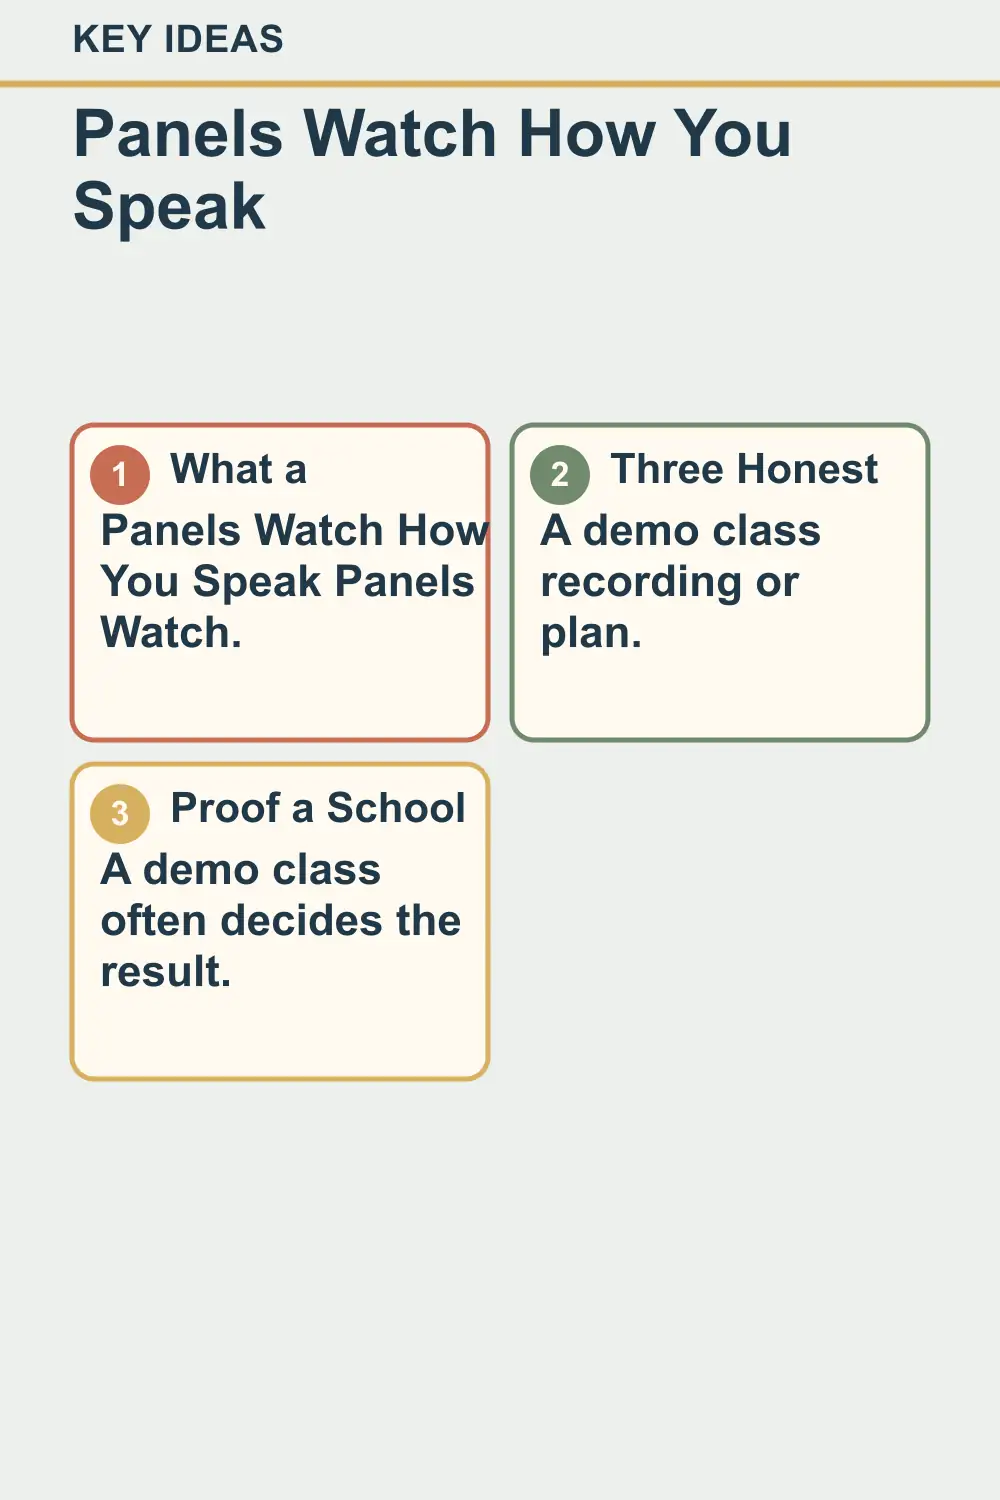 KEY IDEAS
Panels Watch How You
Speak
1 What a
Panels Watch How
You Speak Panels
Watch.
2 Three Honest
A demo class
recording or
plan.
3 Proof a School
A demo class
often decides the
result.